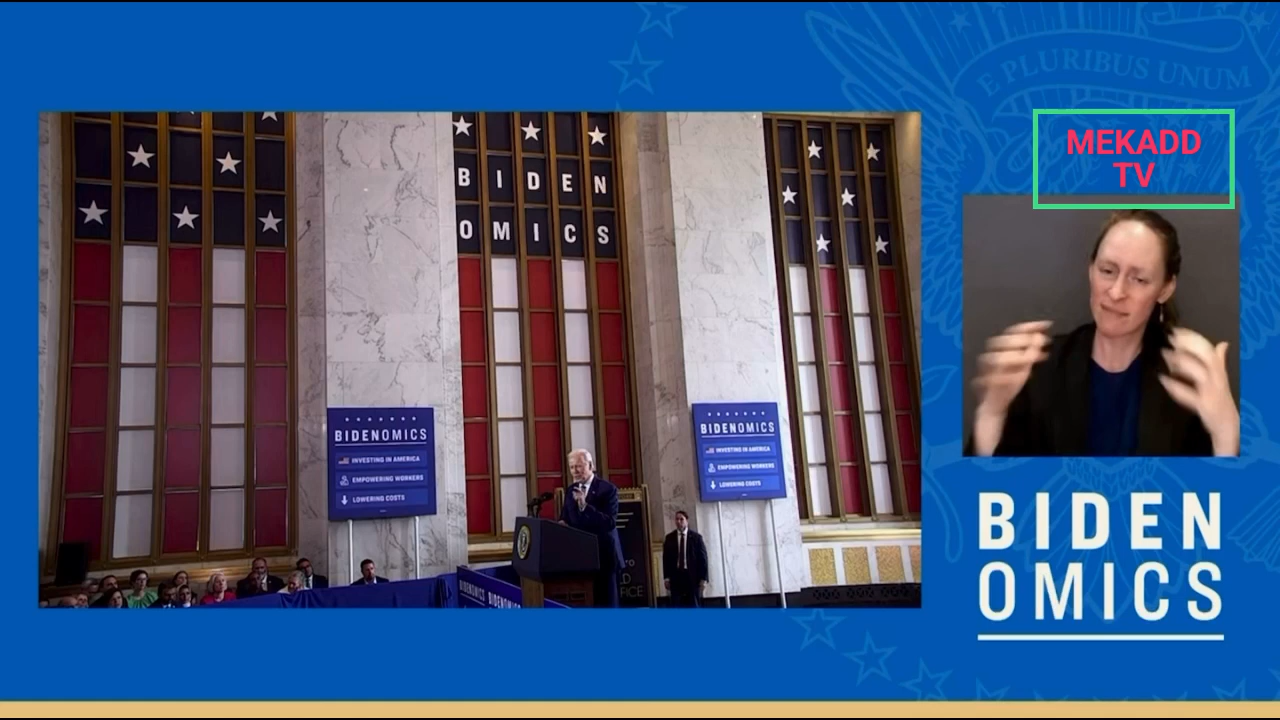 E PLURIBUS UNUM
MEKADD
TV
BIDEN
OMICS
BIDENOMICS
INVESTING IN AMERICA
EMPOWERING WORKERS
LOWERING COSTS
BIDENOMICS
INVESTING IN AMERICA
EMPOWERING WORKERS
LOWERING COSTS
BIDENOMICS BIDENOMICS
BIDEN
OMICS